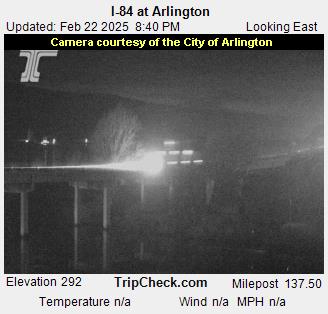 I-84 at Arlington
Updated: Feb 22 2025 8:40 PM Looking East
Camera courtesy of the City of Arlington
Elevation 292 TripCheck.com Milepost 137.50
Temperature n/a Wind n/a MPH n/a